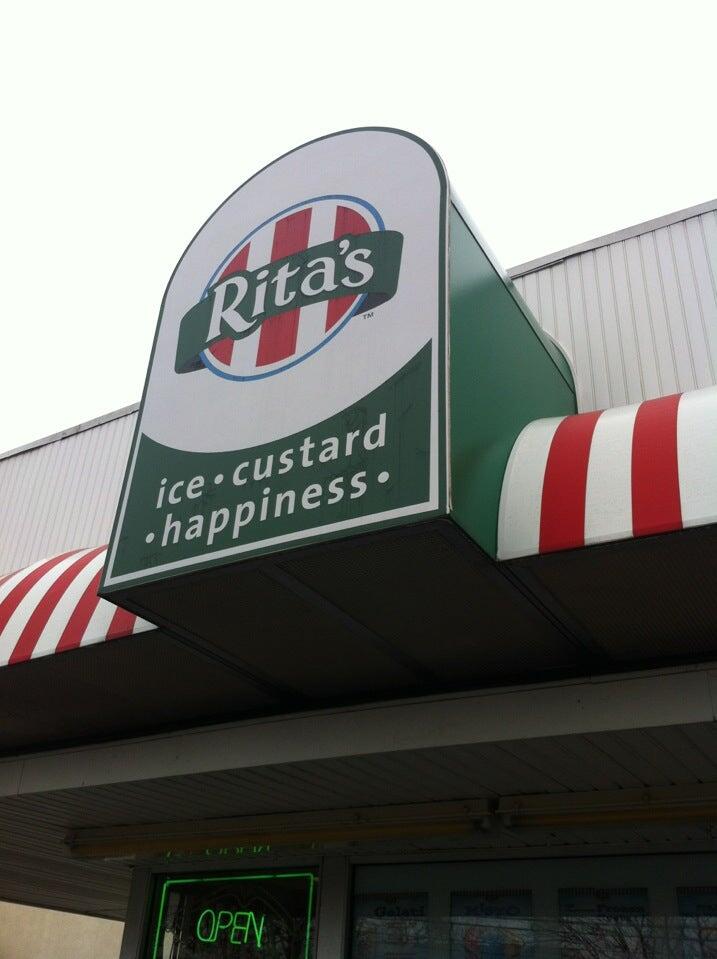 Rita's
TM
ice • custard
• happiness •
OPEN
Gelati